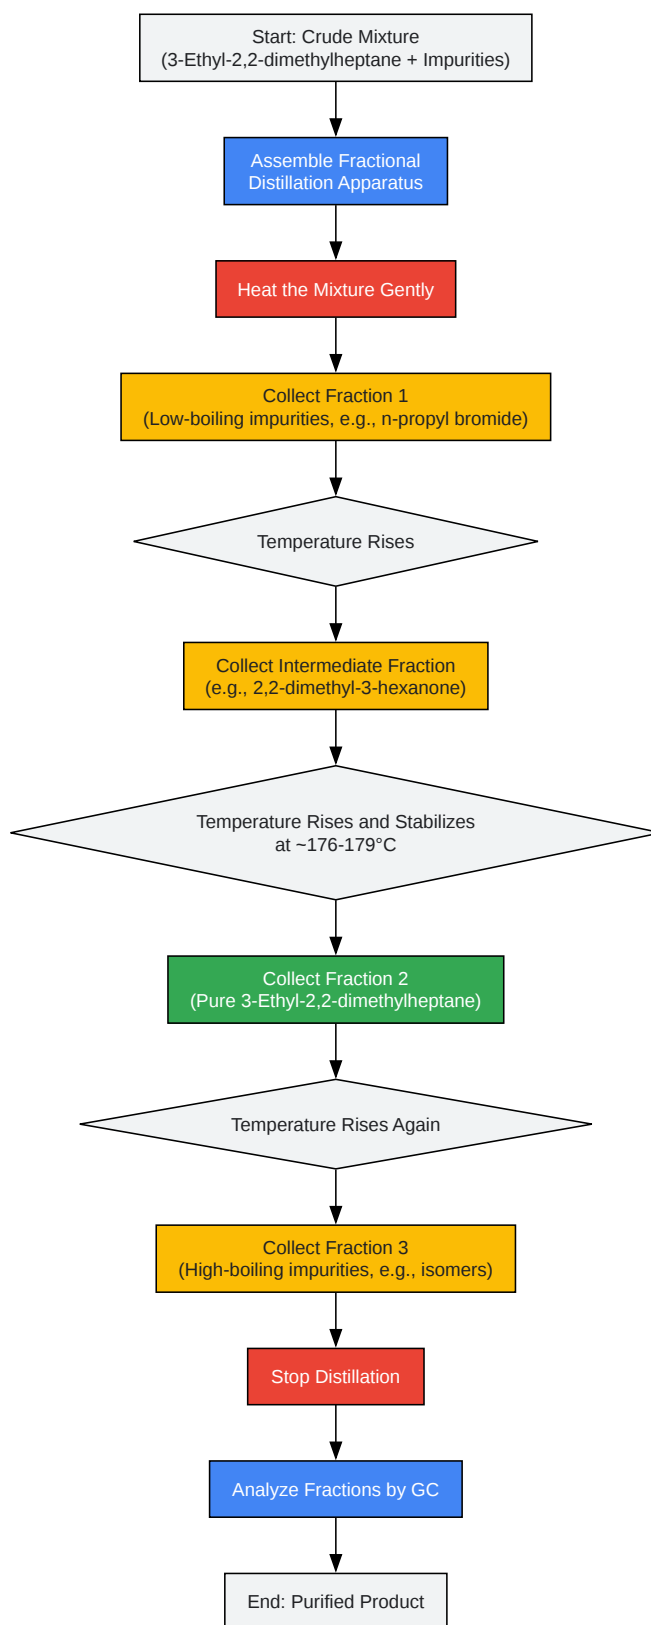 Start: Crude Mixture
(3-Ethyl-2,2-dimethylheptane + Impurities)
Assemble Fractional
Distillation Apparatus
Heat the Mixture Gently
Collect Fraction 1
(Low-boiling impurities, e.g., n-propyl bromide)
Temperature Rises
Collect Intermediate Fraction
(e.g., 2,2-dimethyl-3-hexanone)
Temperature Rises and Stabilizes
at ~176-179°C
Collect Fraction 2
(Pure 3-Ethyl-2,2-dimethylheptane)
Temperature Rises Again
Collect Fraction 3
(High-boiling impurities, e.g., isomers)
Stop Distillation
Analyze Fractions by GC
End: Purified Product